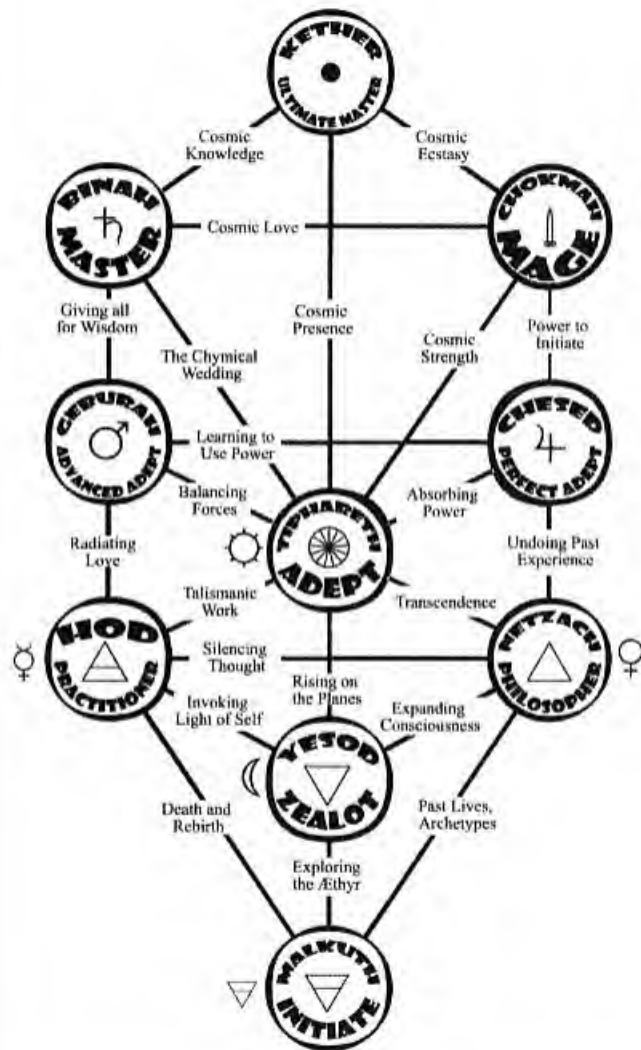 KETHER
ULTIMATE MASTER
Cosmic
Knowledge
Cosmic
Ecstasy
BINAH
MASTER
CHOKMAH
MAGE
Cosmic Love
Giving all
for Wisdom
Cosmic
Presence
Power to
Initiate
The Chymical
Wedding
Cosmic
Strength
GEBURAH
ADVANCED ADEPT
CHESED
PERFECT ADEPT
Learning to
Use Power
Balancing
Forces
Absorbing
Power
TIPHARETH
ADEPT
Radiating
Love
Undoing Past
Experience
Talismanic
Work
Transcendence
HOD
PRACTITIONER
NETZACH
PHILOSOPHER
Silencing
Thought
Rising on
the Planes
Invoking
Light of Self
Expanding
Consciousness
YESOD
ZEALOT
Death and
Rebirth
Past Lives,
Archetypes
Exploring
the Æthyr
MALKUTH
INITIATE